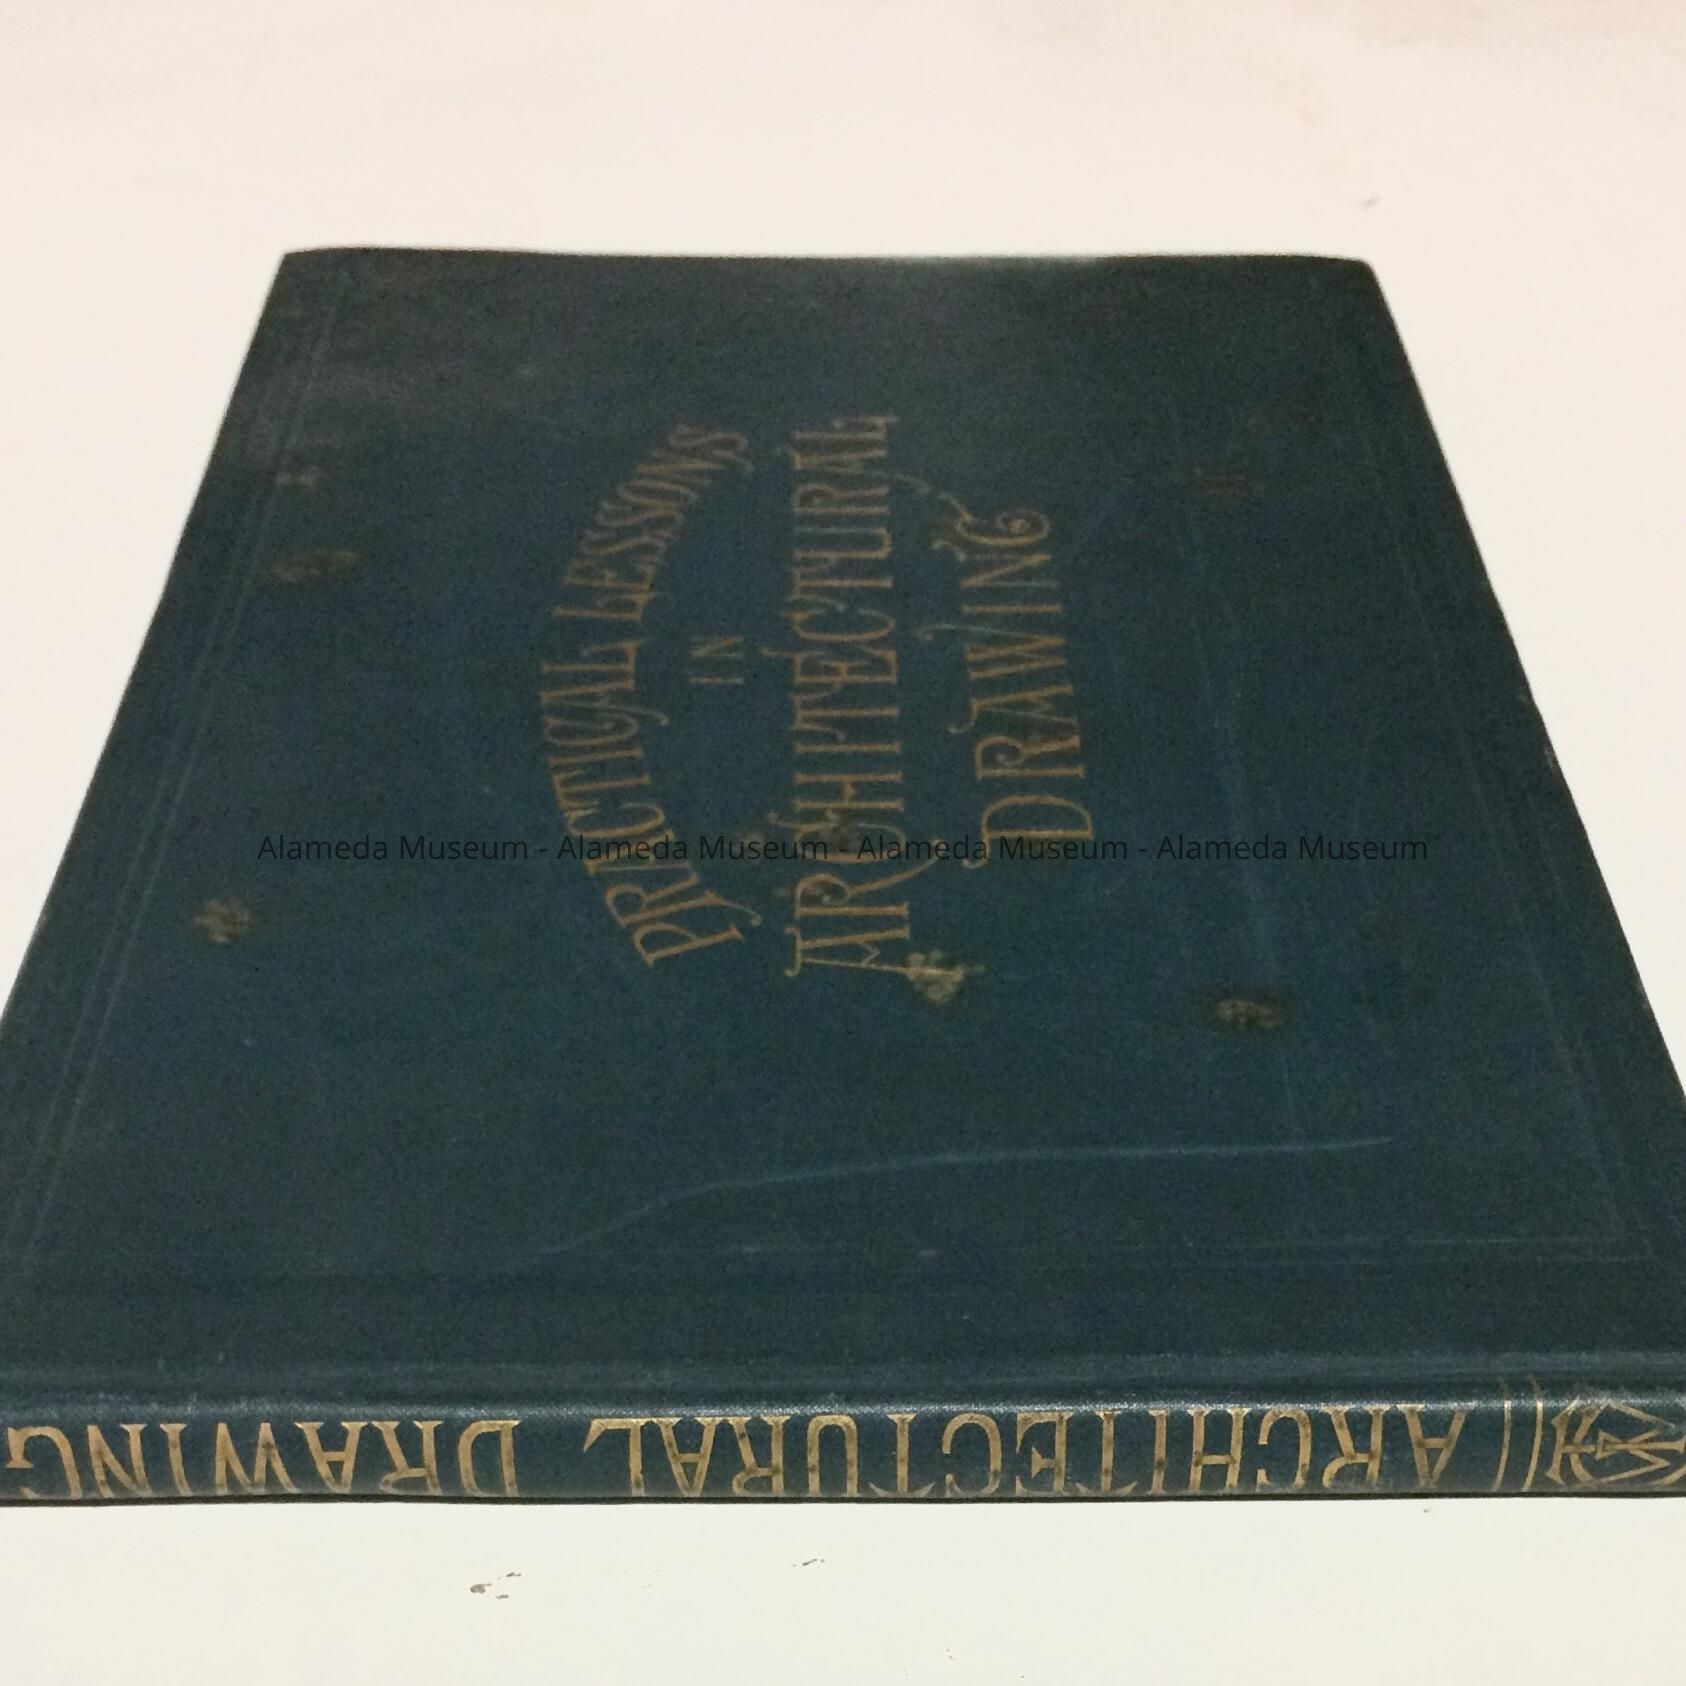 PRACTICAL LESSONS
IN
ARCHITECTURAL
DRAWING
Alameda Museum - Alameda Museum - Alameda Museum - Alameda Museum
ARCHITECTURAL DRAWING